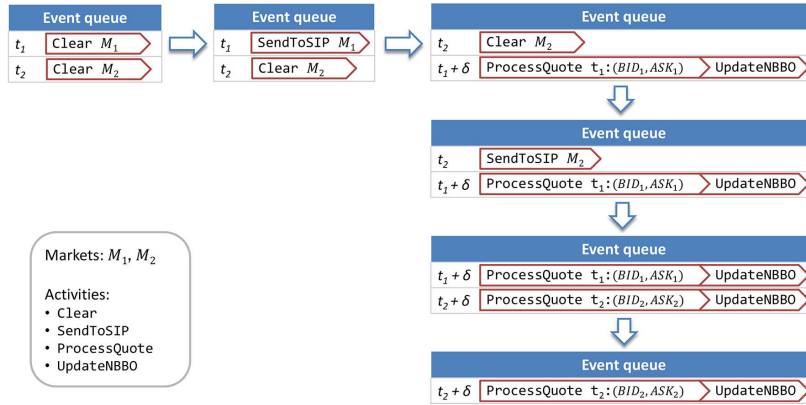 Event queue
t₁ Clear M₁
t₂ Clear M₂
Event queue
t₁ SendToSIP M₁
t₂ Clear M₂
Event queue
t₂ Clear M₂
t₁ + δ ProcessQuote t₁:(BID₁, ASK₁) UpdateNBBO
Event queue
t₂ SendToSIP M₂
t₁ + δ ProcessQuote t₁:(BID₁, ASK₁) UpdateNBBO
Event queue
t₁ + δ ProcessQuote t₁:(BID₁, ASK₁) UpdateNBBO
t₂ + δ ProcessQuote t₂:(BID₂, ASK₂) UpdateNBBO
Event queue
t₂ + δ ProcessQuote t₂:(BID₂, ASK₂) UpdateNBBO
Markets: M₁, M₂
Activities:
• Clear
• SendToSIP
• ProcessQuote
• UpdateNBBO